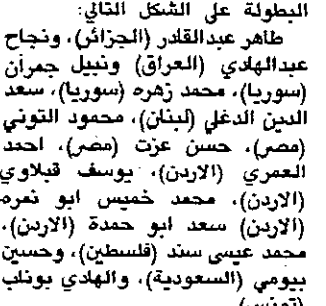 البطولة على الشكل التالي:
طاهر عبدالقادر (الجزائر)، ونجاح
عبدالهادي (العراق) ونبيل جمران
(سوريا)، محمد زهره (سوريا)، سعد
الدين الدغلي (لبنان)، محمود التوني
(مصر)، حسن عزت (مصر)، احمد
العمري (الاردن)، يوسف قبلاوي
(الاردن)، محمد خميس ابو نمره
(الاردن) سعد ابو حمدة (الاردن)،
محمد عيسى سند (فلسطين)، وحسين
بيومي (السعودية)، والهادي بوناب
(تونس)